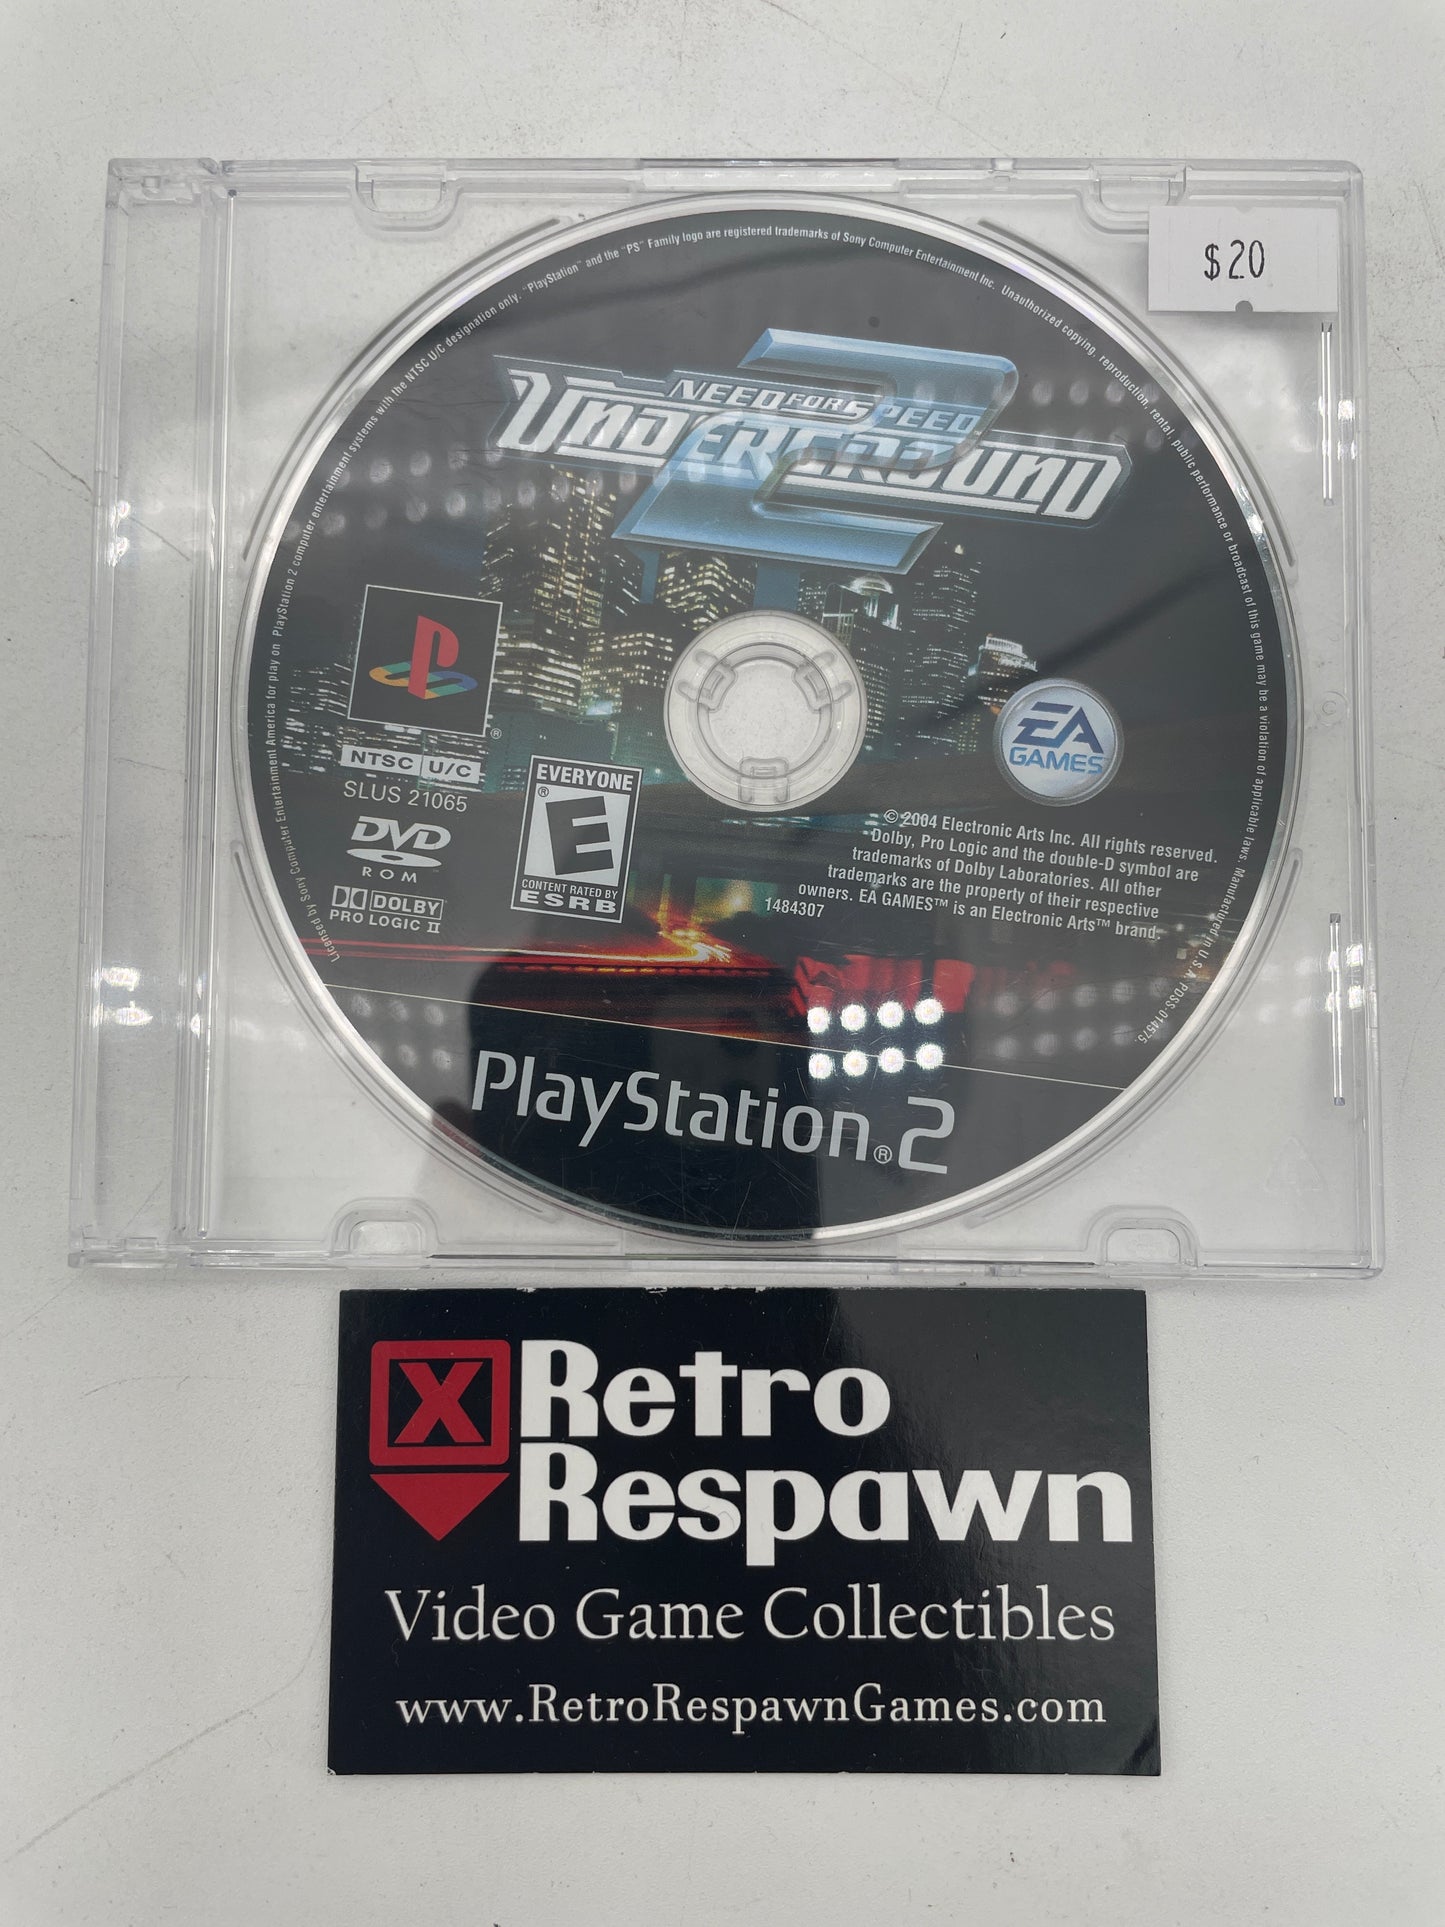 $20
Licensed by Sony Computer Entertainment America for play on PlayStation 2 computer entertainment systems with the NTSC U/C designation only. "PlayStation" and the "PS" Family logo are registered trademarks of Sony Computer Entertainment Inc. Unauthorized copying, reproduction, rental, public performance or broadcast of this game may be a violation of applicable laws. Manufactured in U.S.A. POSS-014575.
NEED FOR SPEED
UNDERGROUND
2
®
NTSC U/C
SLUS 21065
DVD
ROM
DOLBY
PRO LOGIC II
EVERYONE
®
E
CONTENT RATED BY
ESRB
EA
GAMES
© 2004 Electronic Arts Inc. All rights reserved.
Dolby, Pro Logic and the double-D symbol are
trademarks of Dolby Laboratories. All other
trademarks are the property of their respective
owners. EA GAMES™ is an Electronic Arts™ brand.
1484307
PlayStation®2
X
Retro
Respawn
Video Game Collectibles
www.RetroRespawnGames.com